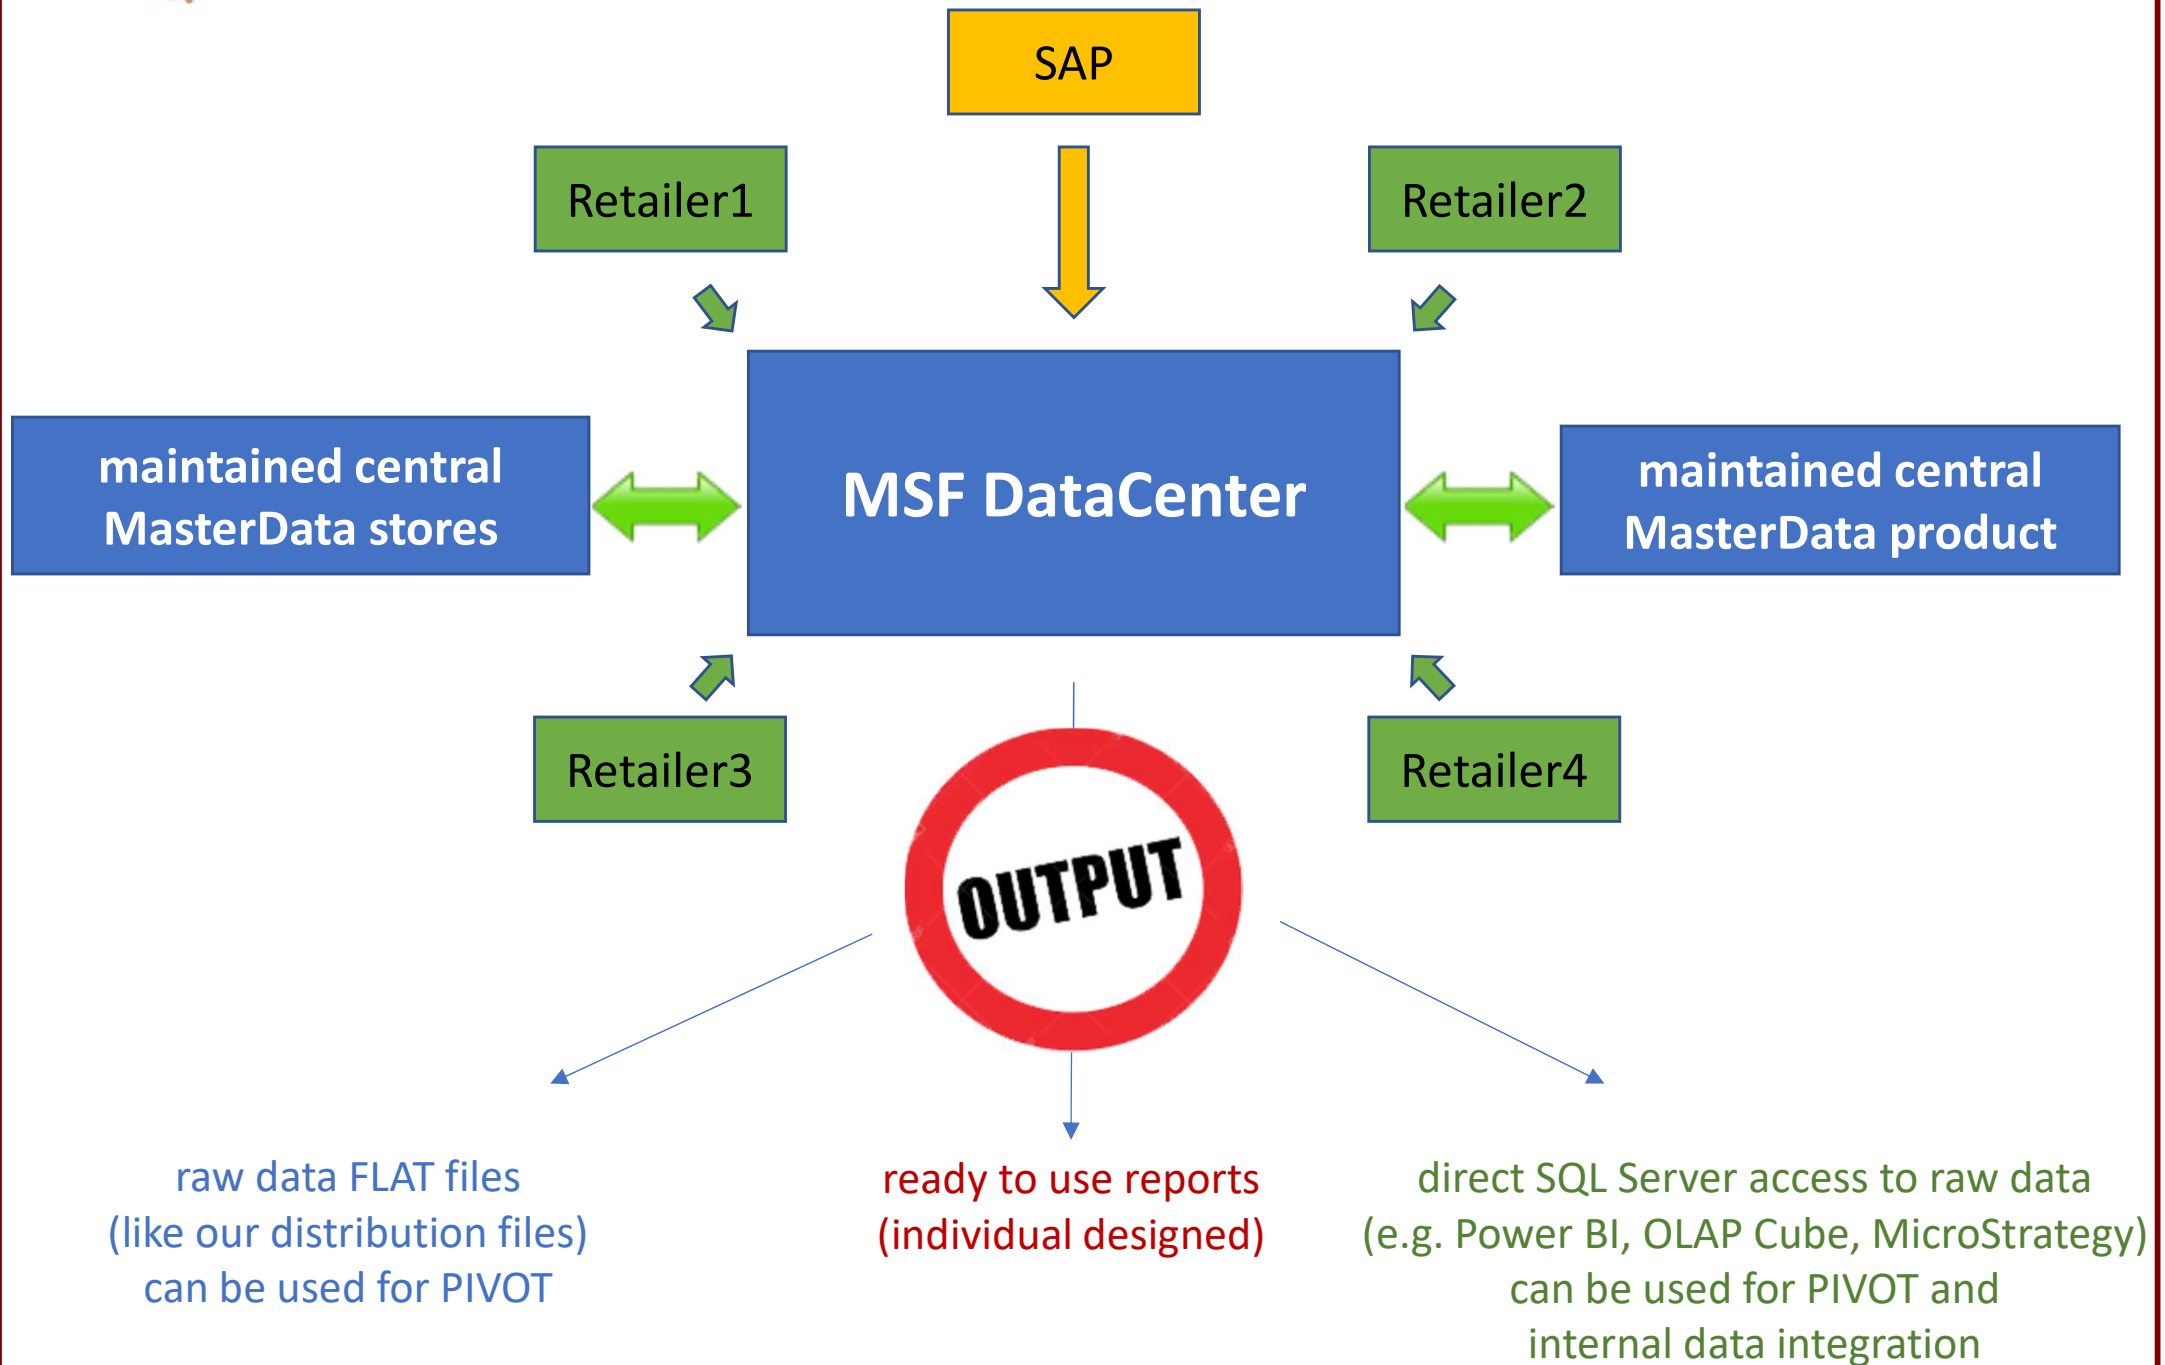 SAP
Retailer1
Retailer2
maintained central
MasterData stores
MSF DataCenter
maintained central
MasterData product
Retailer3
Retailer4
OUTPUT
raw data FLAT files
(like our distribution files)
can be used for PIVOT
ready to use reports
(individual designed)
direct SQL Server access to raw data
(e.g. Power BI, OLAP Cube, MicroStrategy)
can be used for PIVOT and
internal data integration